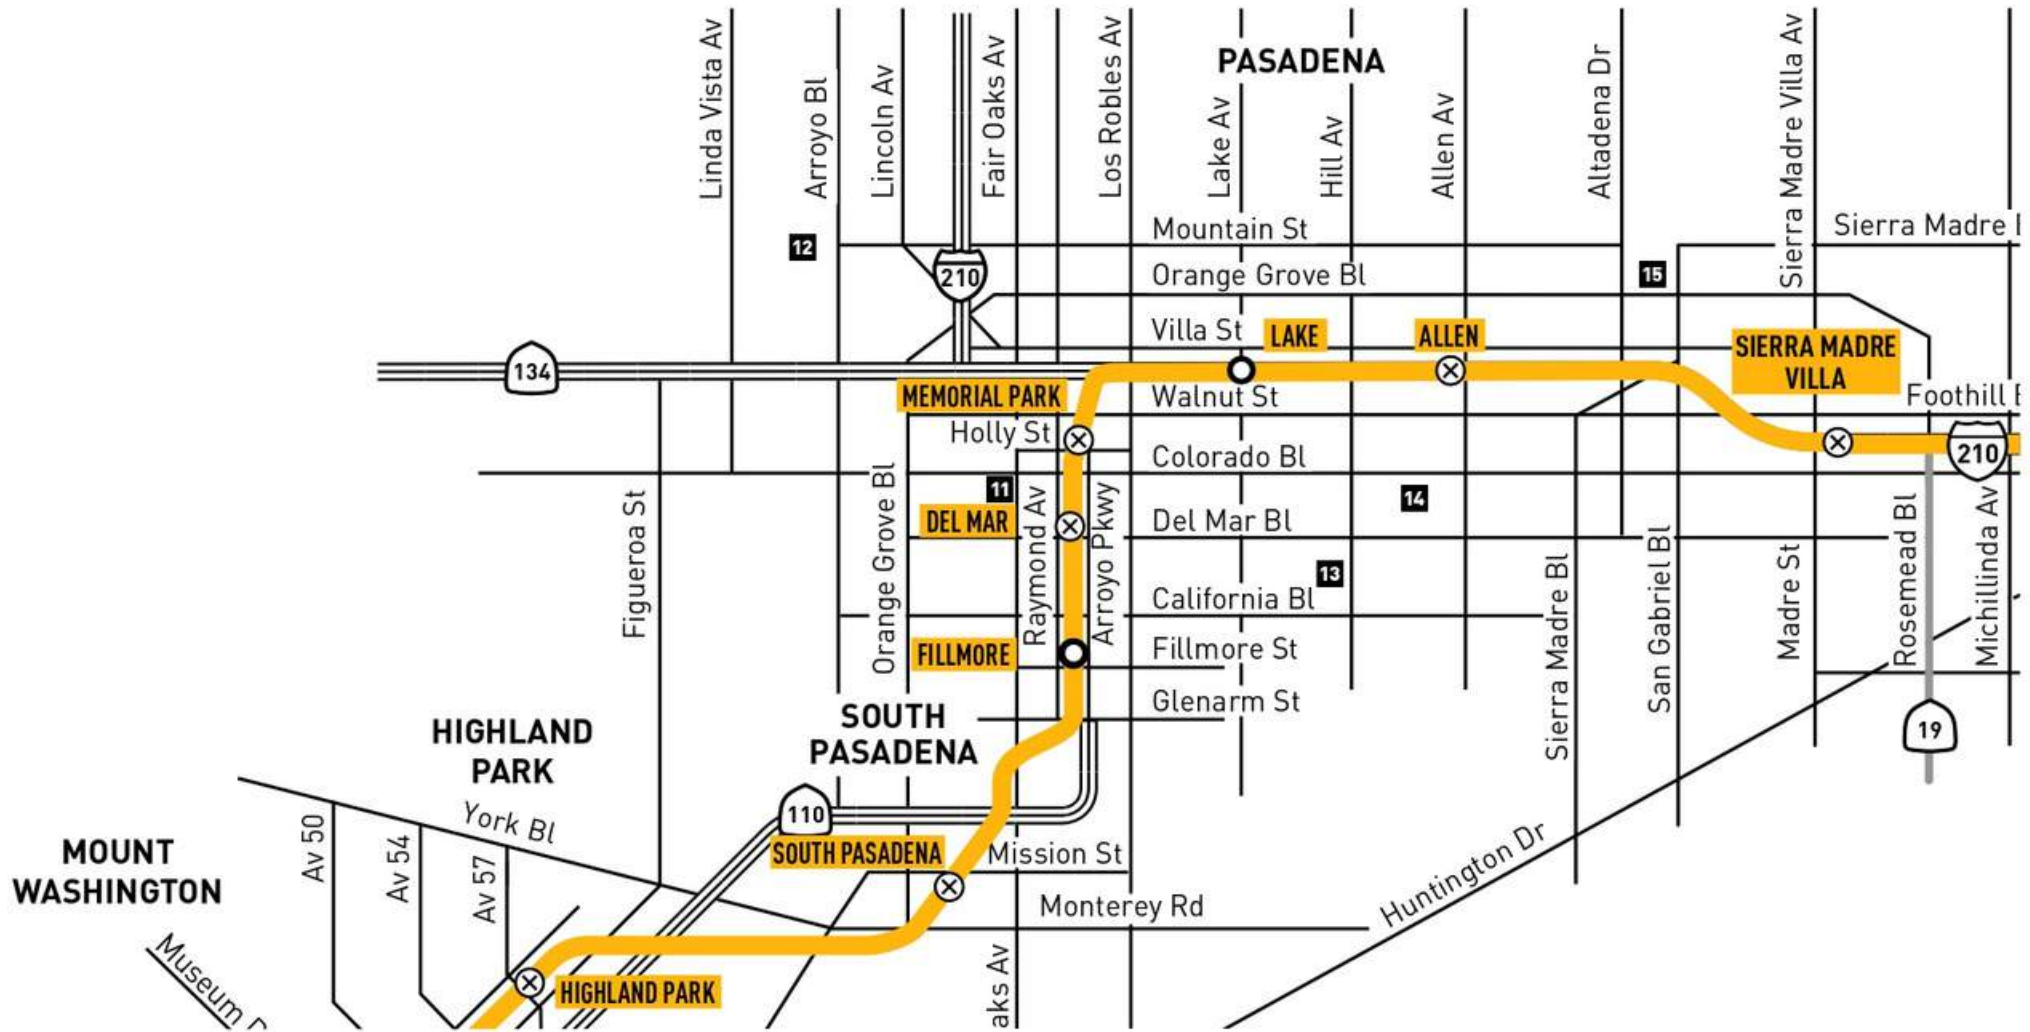 Linda Vista Av
Arroyo Bl
Lincoln Av
Fair Oaks Av
Los Robles Av
PASADENA
Lake Av
Hill Av
Allen Av
Altadena Dr
Sierra Madre Villa Av
Mountain St
Sierra Madre
12
210
Orange Grove Bl
15
Villa St
LAKE
ALLEN
SIERRA MADRE
VILLA
134
MEMORIAL PARK
Walnut St
Foothill
Holly St
Colorado Bl
210
11
14
DEL MAR
Del Mar Bl
Figueroa St
Orange Grove Bl
Raymond Av
Arroyo Pkwy
13
California Bl
Sierra Madre Bl
San Gabriel Bl
Madre St
Rosemead Bl
Michillinda Av
FILLMORE
Fillmore St
Glenarm St
19
HIGHLAND
PARK
SOUTH
PASADENA
110
York Bl
Av 50
Av 54
Av 57
MOUNT
WASHINGTON
SOUTH PASADENA
Mission St
Monterey Rd
Huntington Dr
Museum
aks Av
HIGHLAND PARK